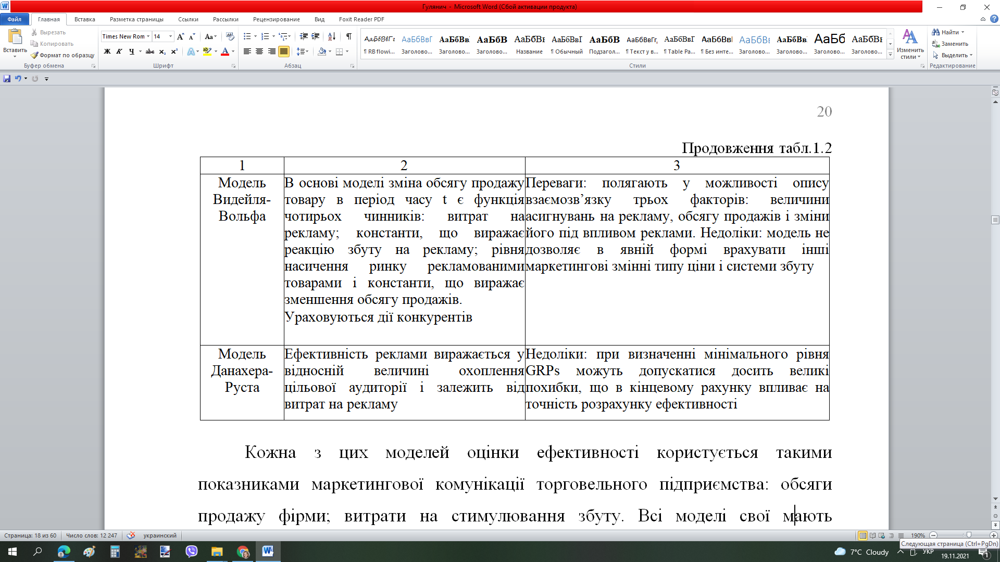 Гулянич - Microsoft Word (Сбой активации продукта)
Файл Главная Вставка Разметка страницы Ссылки Рассылки Рецензирование Вид Foxit Reader PDF
Вставить
Вырезать
Копировать
Формат по образцу
Буфер обмена
Times New Rom 14
Шрифт
Абзац
АаБбВвГг АаБбВвГ АаБбВв АаБбВ АаБбВв АаБбВвГ АаБбВ АаБбВвГг, АаБбВвГ АаБбВвІ АаБбВв АаБбВв АаБб АаБбВв
¶ RB flowi... Заголово... Заголово... Заголово... Название ¶ Обычный Подзагол... ¶ Текст у в... ¶ Table Pa... ¶ Без инте... Заголово... Заголово... Заголово... Заголово...
Стили
Изменить
стили
Найти
Заменить
Выделить
Редактирование
20
Продовження табл.1.2
1 2 3
Модель
Видейля-
Вольфа
В основі моделі зміна обсягу продажу
товару в період часу t є функція
чотирьох чинників: витрат на
рекламу; константи, що виражає
реакцію збуту на рекламу; рівня
насичення ринку рекламованими
товарами і константи, що виражає
зменшення обсягу продажів.
Ураховуються дії конкурентів
Переваги: полягають у можливості опису
взаємозв’язку трьох факторів: величини
асигнувань на рекламу, обсягу продажів і зміни
його під впливом реклами. Недоліки: модель не
дозволяє в явній формі врахувати інші
маркетингові змінні типу ціни і системи збуту
Модель
Данахера-
Руста
Ефективність реклами виражається у
відносній величині охоплення
цільової аудиторії і залежить від
витрат на рекламу
Недоліки: при визначенні мінімального рівня
GRPs можуть допускатися досить великі
похибки, що в кінцевому рахунку впливає на
точність розрахунку ефективності
Кожна з цих моделей оцінки ефективності користується такими
показниками маркетингової комунікації торговельного підприємства: обсяги
продажу фірми; витрати на стимулювання збуту. Всі моделі свої мають
Страница: 18 из 60 Число слов: 12 247 украинский 190%
Следующая страница (Ctrl+PgDn)
7°C Cloudy УКР
19.11.2021
1